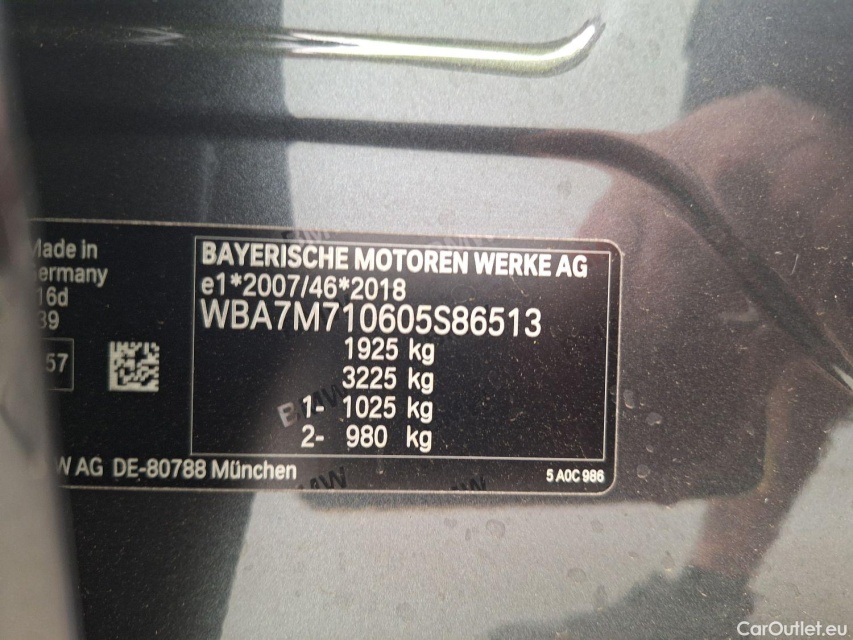 Made in
ermany
16d
39
57
BAYERISCHE MOTOREN WERKE AG
e1*2007/46*2018
WBA7M710605S86513
1925 kg
3225 kg
1- 1025 kg
2- 980 kg
W AG DE-80788 München
5 A0C 986
BMW
CarOutlet.eu